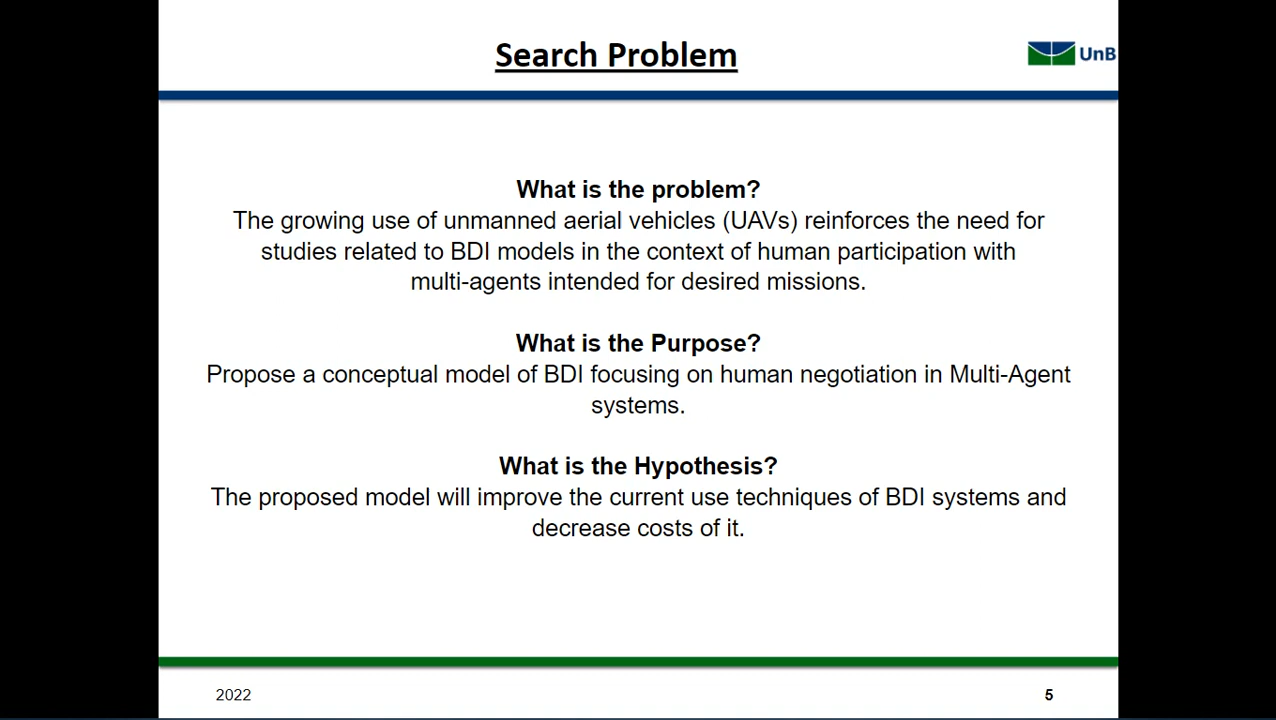 Search Problem
UnB
What is the problem?
The growing use of unmanned aerial vehicles (UAVs) reinforces the need for
studies related to BDI models in the context of human participation with
multi-agents intended for desired missions.
What is the Purpose?
Propose a conceptual model of BDI focusing on human negotiation in Multi-Agent
systems.
What is the Hypothesis?
The proposed model will improve the current use techniques of BDI systems and
decrease costs of it.
2022
5